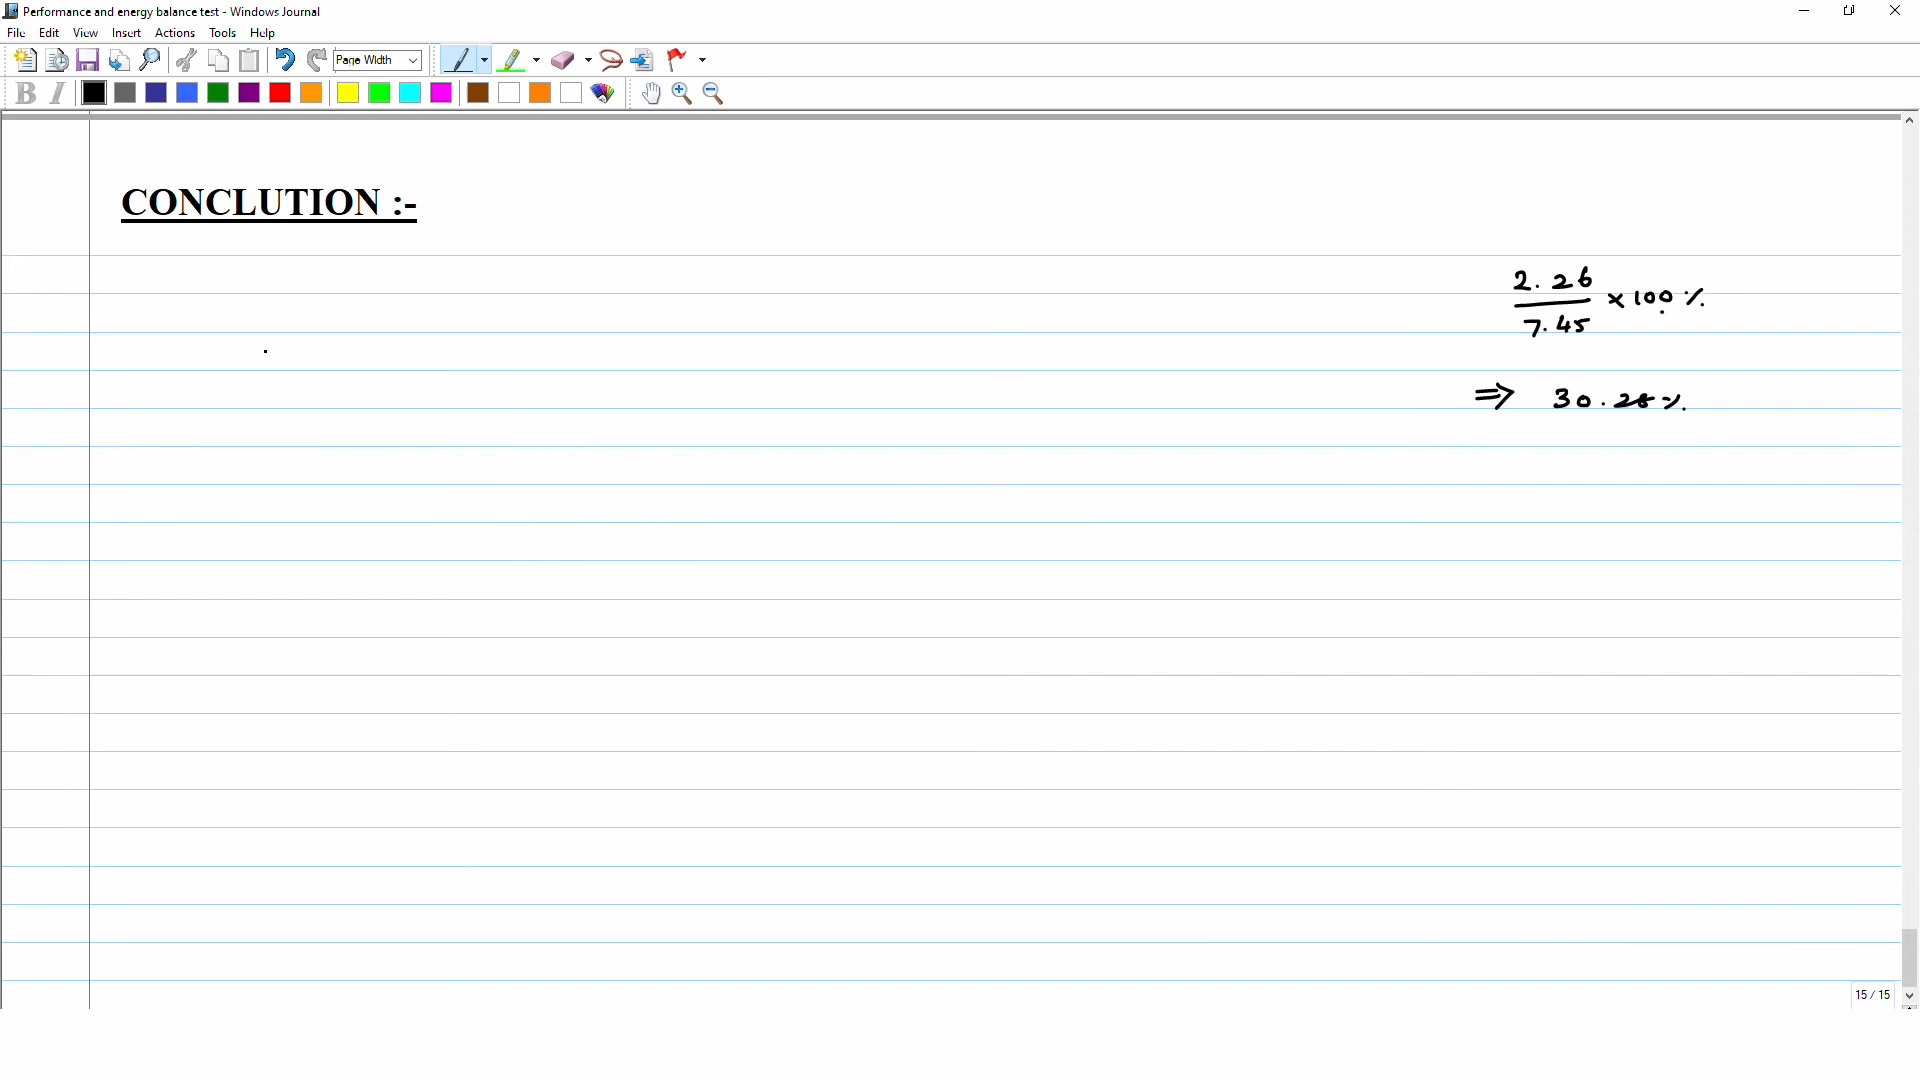 Performance and energy balance test - Windows Journal
File Edit View Insert Actions Tools Help
Page Width
B I
CONCLUTION :-
2.26
× 100 %
7.45
⇒ 30.28 %.
15 / 15